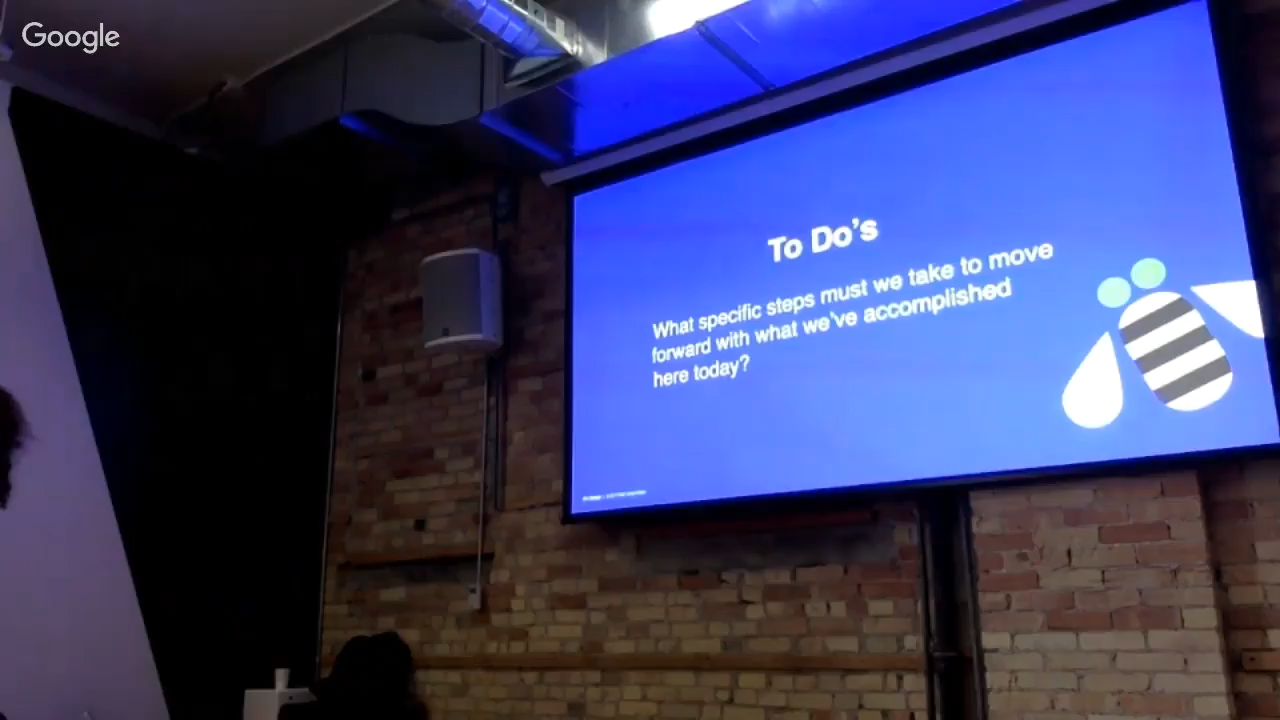 Google
To Do's
What specific steps must we take to move
forward with what we've accomplished
here today?